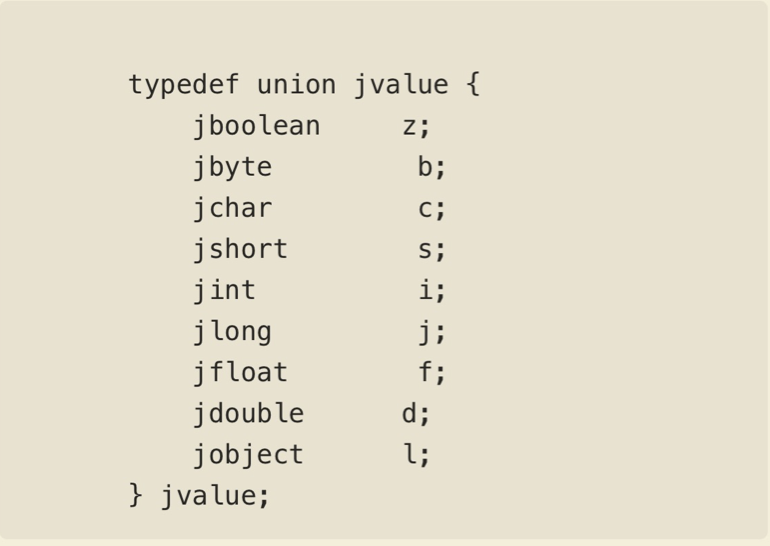 typedef union jvalue {
    jboolean     z;
    jbyte         b;
    jchar         c;
    jshort        s;
    jint          i;
    jlong         j;
    jfloat        f;
    jdouble      d;
    jobject      l;
} jvalue;